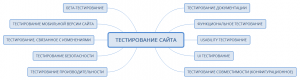 BETA-ТЕСТИРОВАНИЕ
ТЕСТИРОВАНИЕ МОБИЛЬНОЙ ВЕРСИИ САЙТА
ТЕСТИРОВАНИЕ, СВЯЗАННОЕ С ИЗМЕНЕНИЯМИ
ТЕСТИРОВАНИЕ БЕЗОПАСНОСТИ
ТЕСТИРОВАНИЕ ПРОИЗВОДИТЕЛЬНОСТИ
ТЕСТИРОВАНИЕ САЙТА
ТЕСТИРОВАНИЕ ДОКУМЕНТАЦИИ
ФУНКЦИОНАЛЬНОЕ ТЕСТИРОВАНИЕ
USABILITY ТЕСТИРОВАНИЕ
UI ТЕСТИРОВАНИЕ
ТЕСТИРОВАНИЕ СОВМЕСТИМОСТИ (КОНФИГУРАЦИОННОЕ)